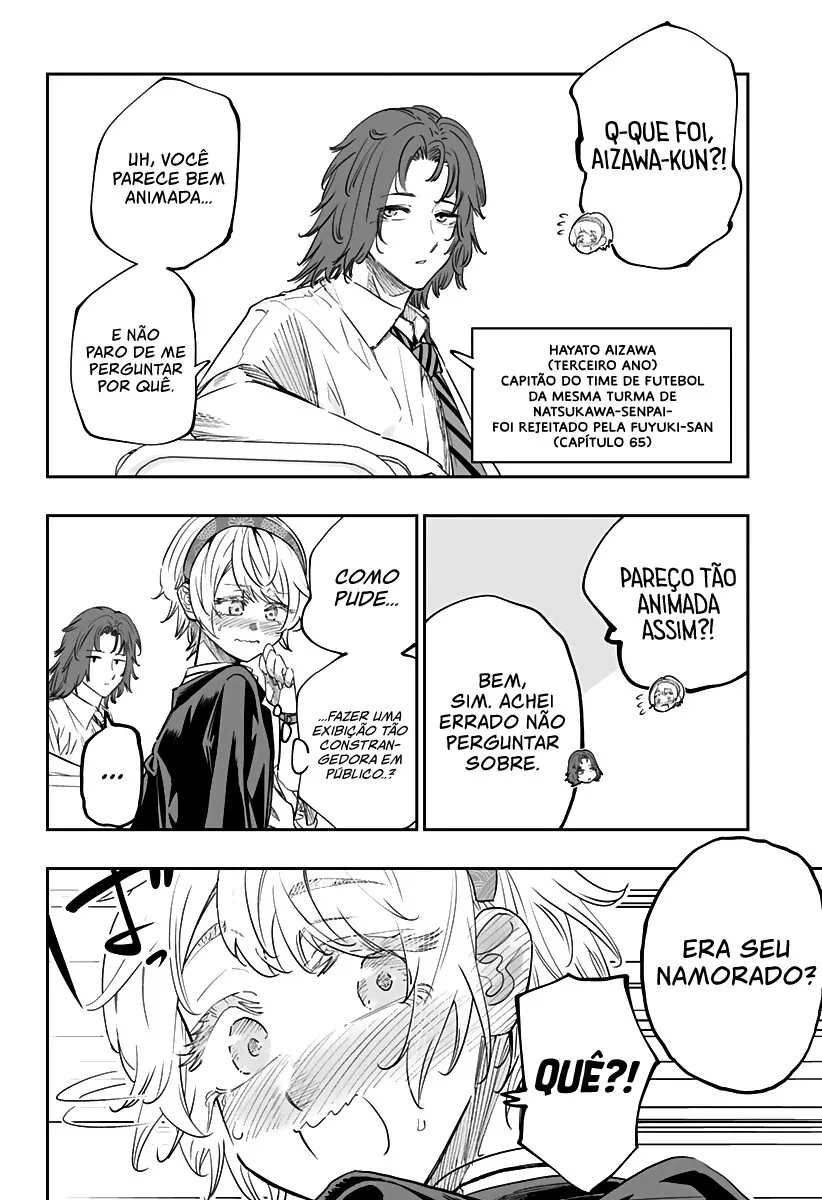 Q-QUE FOI,
AIZAWA-KUN?!
UH, VOCÊ
PARECE BEM
ANIMADA...
E NÃO
PARO DE ME
PERGUNTAR
POR QUÊ.
HAYATO AIZAWA
(TERCEIRO ANO)
CAPITÃO DO TIME DE FUTEBOL
DA MESMA TURMA DE
NATSUKAWA-SENPAI-
FOI REJEITADO PELA FUYUKI-SAN
(CAPÍTULO 65)
PAREÇO TÃO
ANIMADA
ASSIM?!
BEM,
SIM. ACHEI
ERRADO NÃO
PERGUNTAR
SOBRE.
COMO
PUDE...
...FAZER UMA
EXIBIÇÃO TÃO
CONSTRAN-
GEDORA EM
PÚBLICO..?
...
ERA SEU
NAMORADO?
QUÊ?!